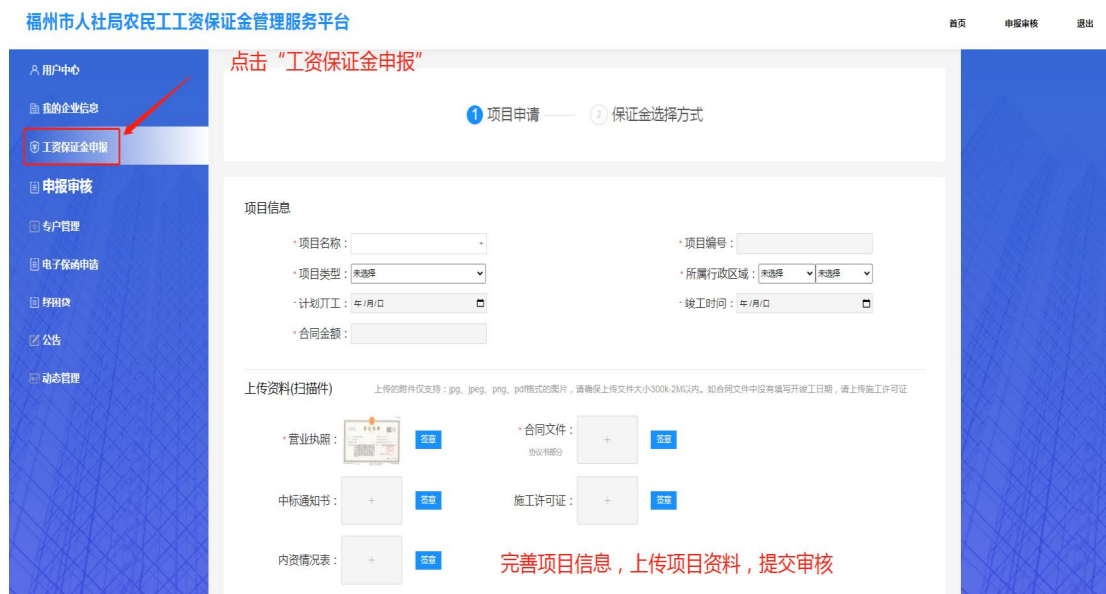 福州市人社局农民工工资保证金管理服务平台
首页 申报审核 退出
点击“工资保证金申报”
用户中心
我的企业信息
工资保证金申报
申报审核
专户管理
电子保函申请
纾困贷
公告
动态管理
1 项目申请 2 保证金选择方式
项目信息
*项目名称： *项目编号：
*项目类型： 未选择 *所属行政区域： 未选择 未选择
*计划开工： 年/月/日 *竣工时间： 年/月/日
*合同金额：
上传资料(扫描件) 上传的附件仅支持：jpg、jpeg、png、pdf格式的图片，请确保上传文件大小300k-2M以内。如合同文件中没有填写开竣工日期，请上传施工许可证
*营业执照： 签章 *合同文件： + 签章
协议书部分
中标通知书： + 签章 施工许可证： + 签章
内资情况表： + 签章
完善项目信息，上传项目资料，提交审核